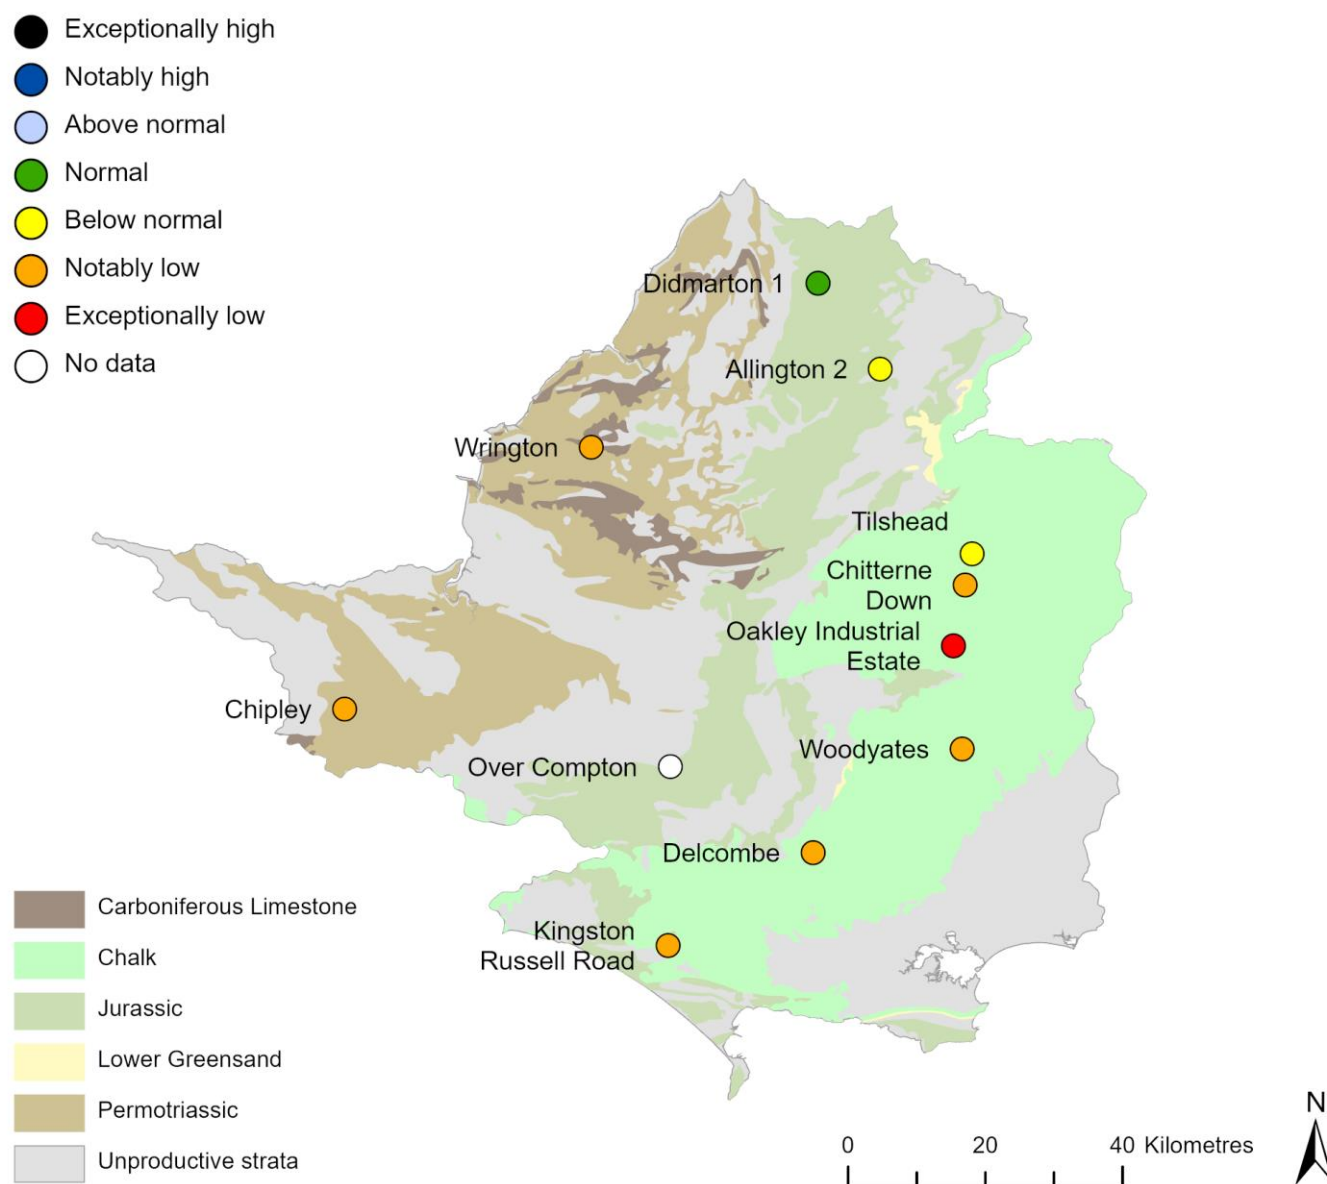 Exceptionally high
Notably high
Above normal
Normal
Below normal
Notably low
Exceptionally low
No data
Didmarton 1
Allington 2
Wrington
Tilshead
Chitterne
Down
Oakley Industrial
Estate
Chipley
Woodyates
Over Compton
Delcombe
Kingston
Russell Road
Carboniferous Limestone
Chalk
Jurassic
Lower Greensand
Permotriassic
Unproductive strata
0 20 40 Kilometres
N